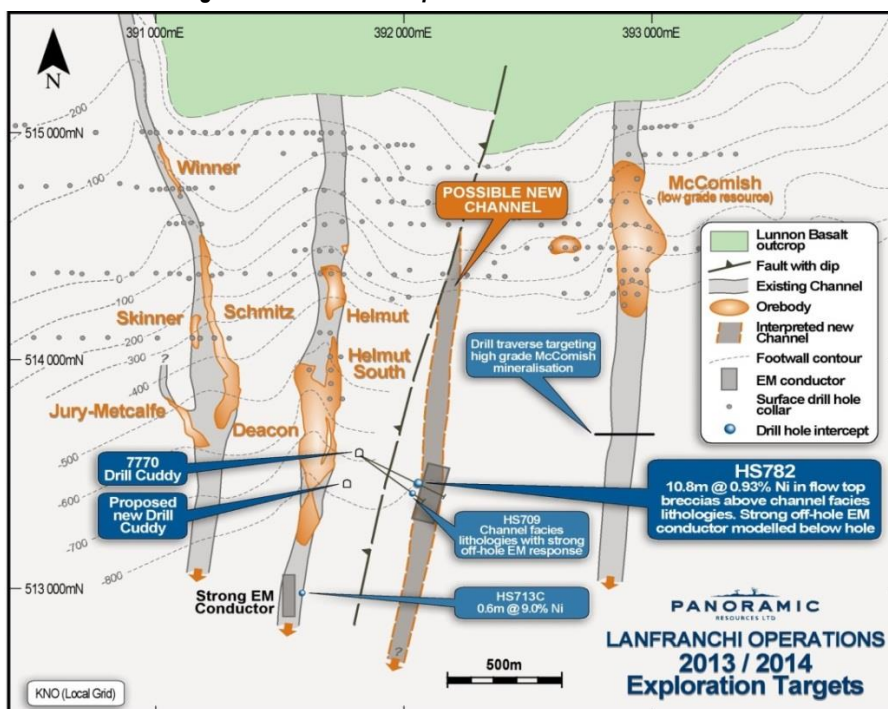 391 000mE
392 000mE
393 000mE
N
515 000mN
514 000mN
513 000mN
-200
-100
0
-100
-200
-300
-400
-500
-600
-700
-800
?
Winner
POSSIBLE NEW
CHANNEL
McComish
(low grade resource)
Skinner
Schmitz
Helmut
Helmut
South
Jury-Metcalfe
Deacon
Drill traverse targeting
high grade McComish
mineralisation
7770
Drill Cuddy
Proposed
new Drill
Cuddy
HS709
Channel facies
lithologies with strong
off-hole EM response
HS782
10.8m @ 0.93% Ni in flow top
breccias above channel facies
lithologies. Strong off-hole EM
conductor modelled below hole
Strong EM
Conductor
HS713C
0.6m @ 9.0% Ni
?
500m
KNO (Local Grid)
Lunnon Basalt
outcrop
Fault with dip
Existing Channel
Orebody
Interpreted new
Channel
Footwall contour
EM conductor
Surface drill hole
collar
Drill hole intercept
PANORAMIC
RESOURCES LTD
LANFRANCHI OPERATIONS
2013 / 2014
Exploration Targets